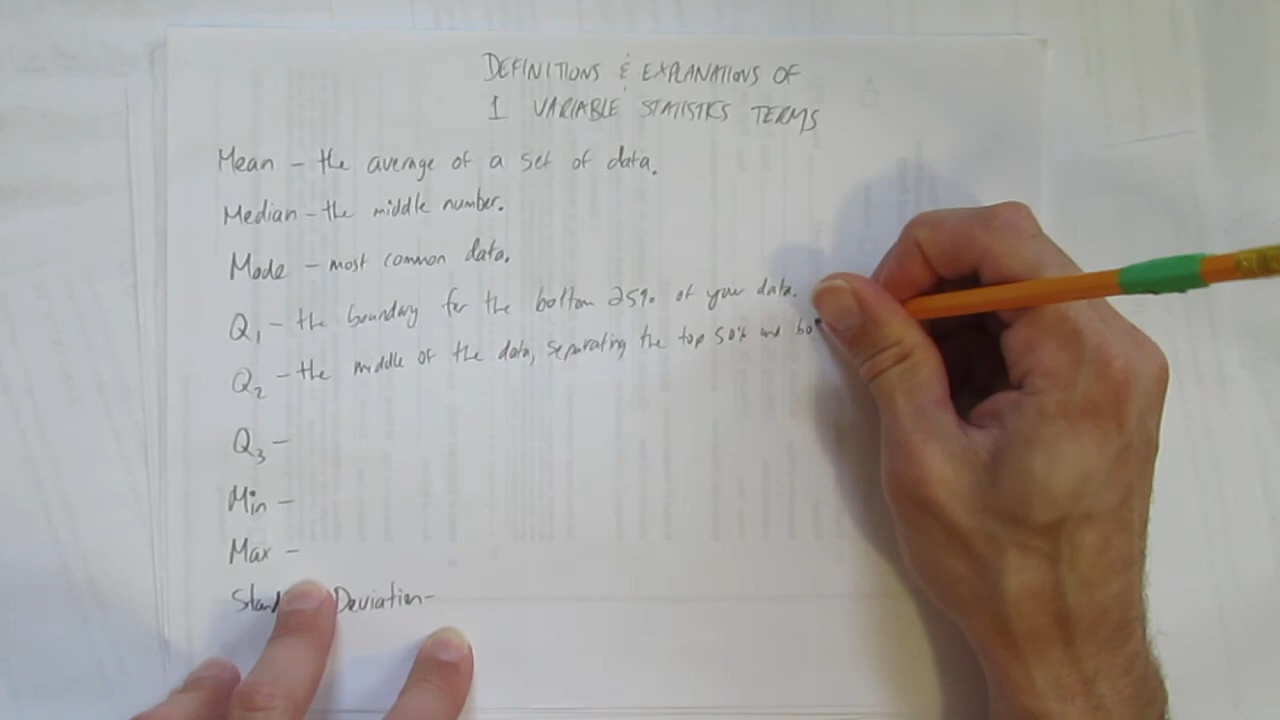 DEFINITIONS & EXPLANATIONS OF
1 VARIABLE STATISTICS TERMS
Mean - the average of a set of data.
Median - the middle number.
Mode - most common data.
Q1 - the boundary for the bottom 25% of your data.
Q2 - the middle of the data, separating the top 50% and bo
Q3 -
Min -
Max -
Stan Deviation-